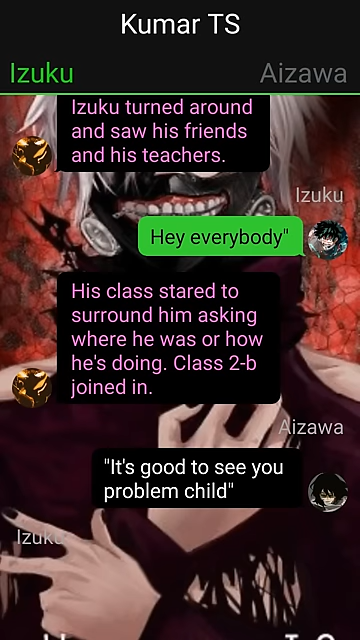 Kumar TS
Izuku
Aizawa
Izuku turned around
and saw his friends
and his teachers.
Izuku
Hey everybody"
His class stared to
surround him asking
where he was or how
he's doing. Class 2-b
joined in.
Aizawa
"It's good to see you
problem child"
Izuku